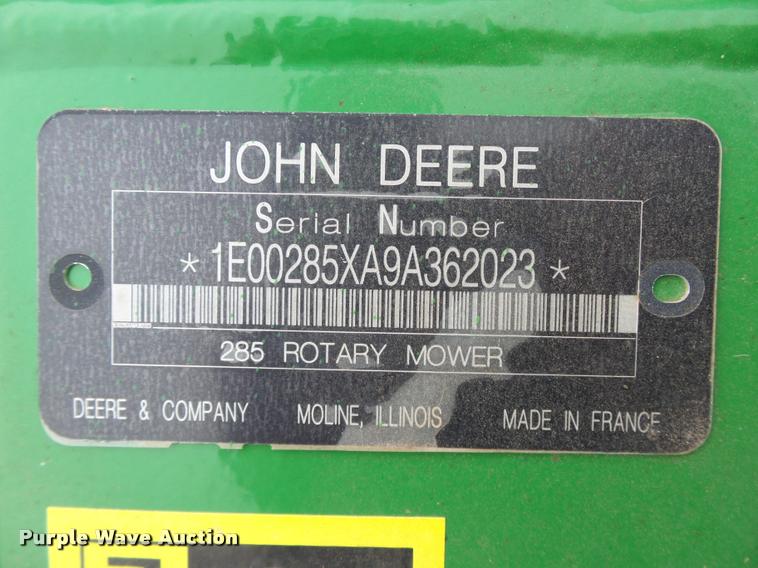 JOHN DEERE
Serial Number
* 1E00285XA9A362023 *
285 ROTARY MOWER
DEERE & COMPANY MOLINE, ILLINOIS MADE IN FRANCE
Purple Wave Auction